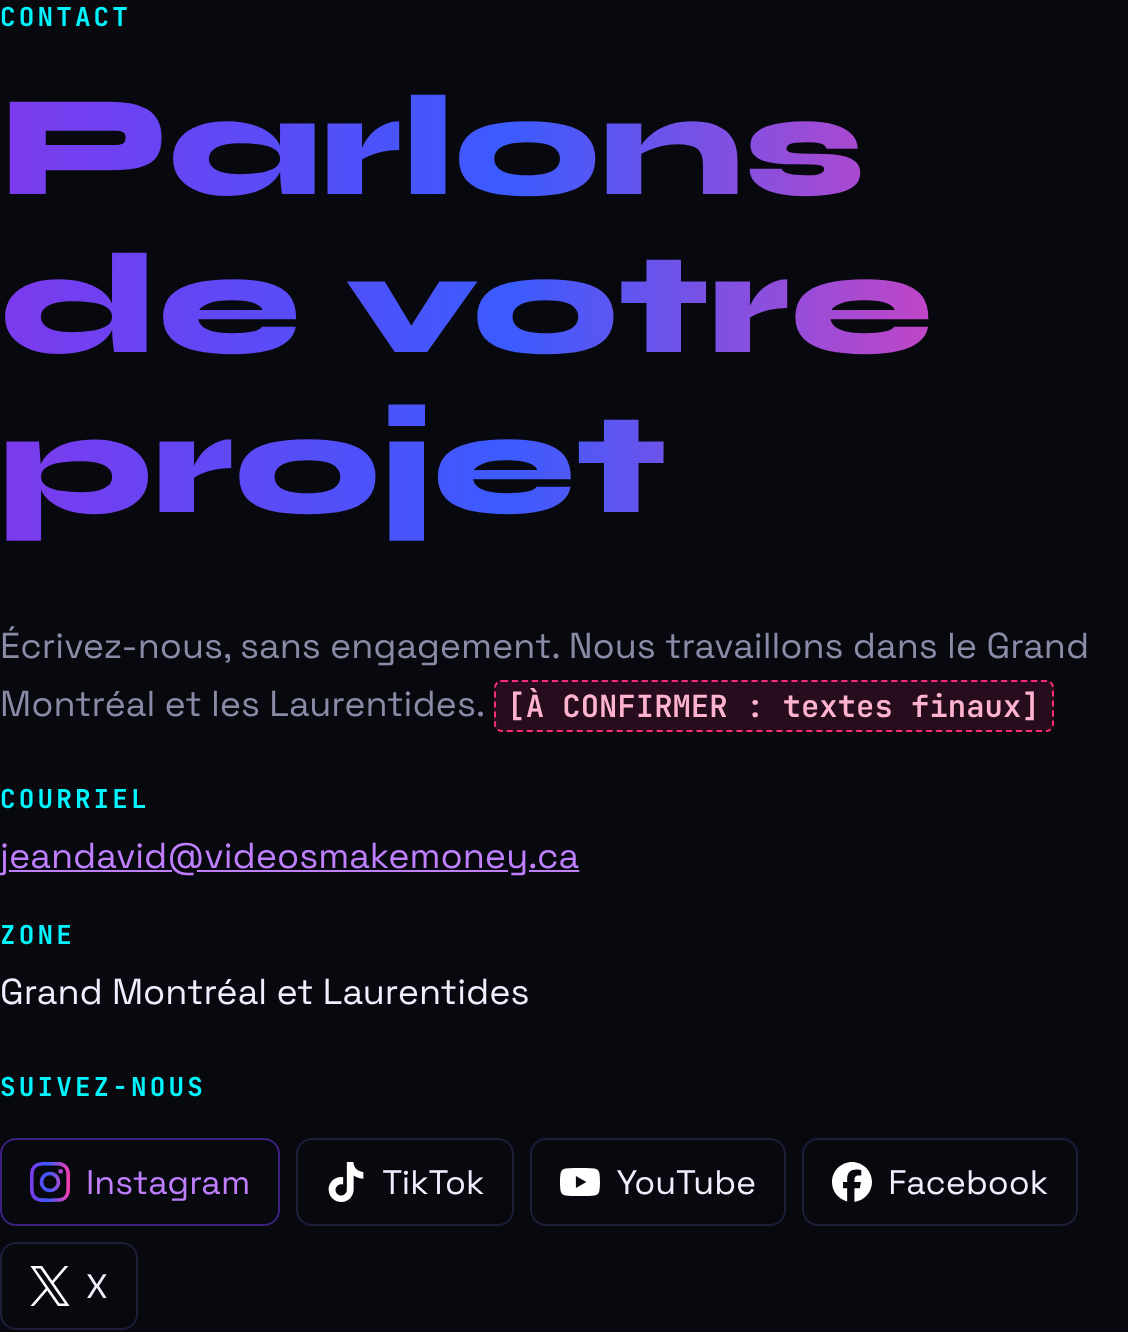 CONTACT
Parlons
de votre
projet
Écrivez-nous, sans engagement. Nous travaillons dans le Grand
Montréal et les Laurentides. [À CONFIRMER : textes finaux]
COURRIEL
jeandavid@videosmakemoney.ca
ZONE
Grand Montréal et Laurentides
SUIVEZ-NOUS
Instagram TikTok YouTube Facebook
X